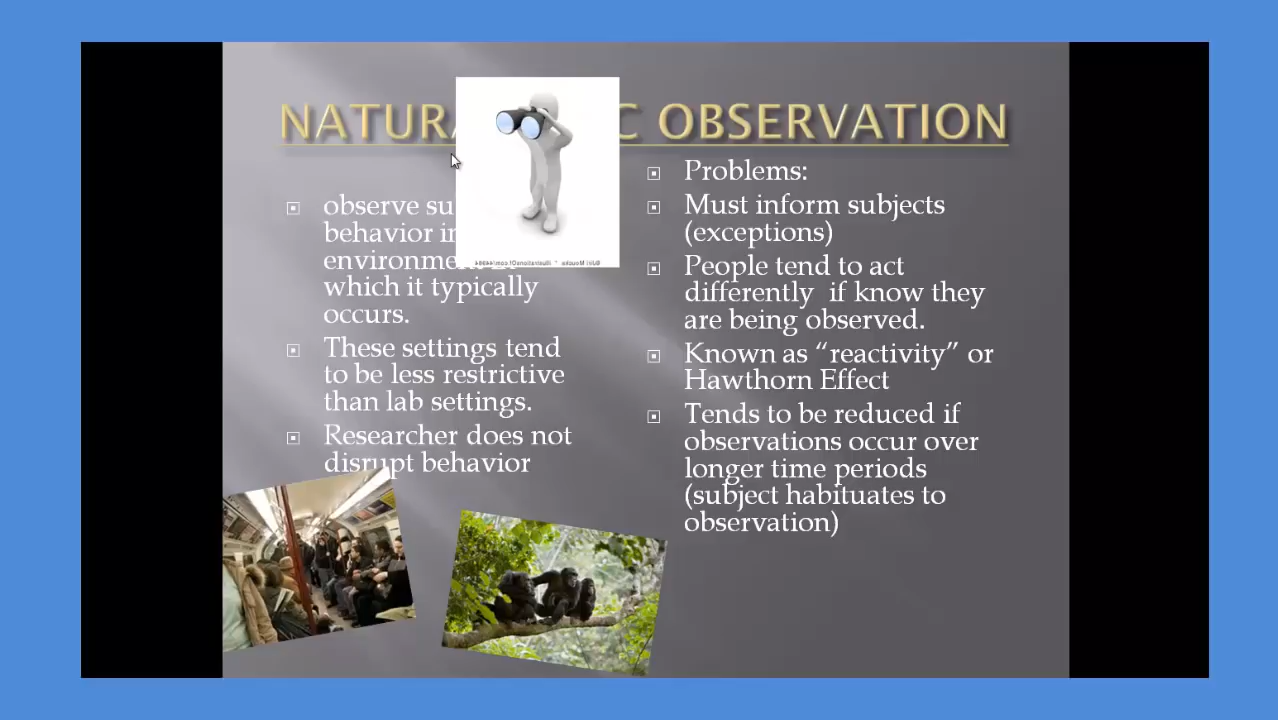 NATURA C OBSERVATION
observe su
behavior in
environme
which it typically
occurs.
These settings tend
to be less restrictive
than lab settings.
Researcher does not
disrupt behavior
Problems:
Must inform subjects
(exceptions)
People tend to act
differently if know they
are being observed.
Known as “reactivity” or
Hawthorn Effect
Tends to be reduced if
observations occur over
longer time periods
(subject habituates to
observation)